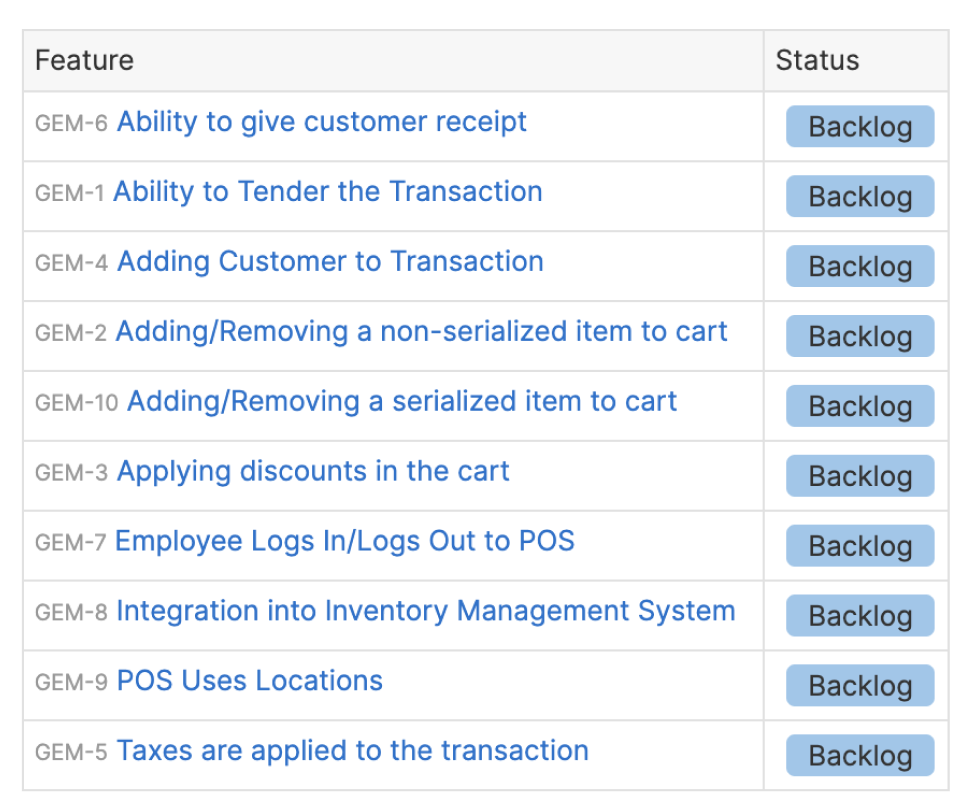 Feature Status
GEM-6 Ability to give customer receipt Backlog
GEM-1 Ability to Tender the Transaction Backlog
GEM-4 Adding Customer to Transaction Backlog
GEM-2 Adding/Removing a non-serialized item to cart Backlog
GEM-10 Adding/Removing a serialized item to cart Backlog
GEM-3 Applying discounts in the cart Backlog
GEM-7 Employee Logs In/Logs Out to POS Backlog
GEM-8 Integration into Inventory Management System Backlog
GEM-9 POS Uses Locations Backlog
GEM-5 Taxes are applied to the transaction Backlog